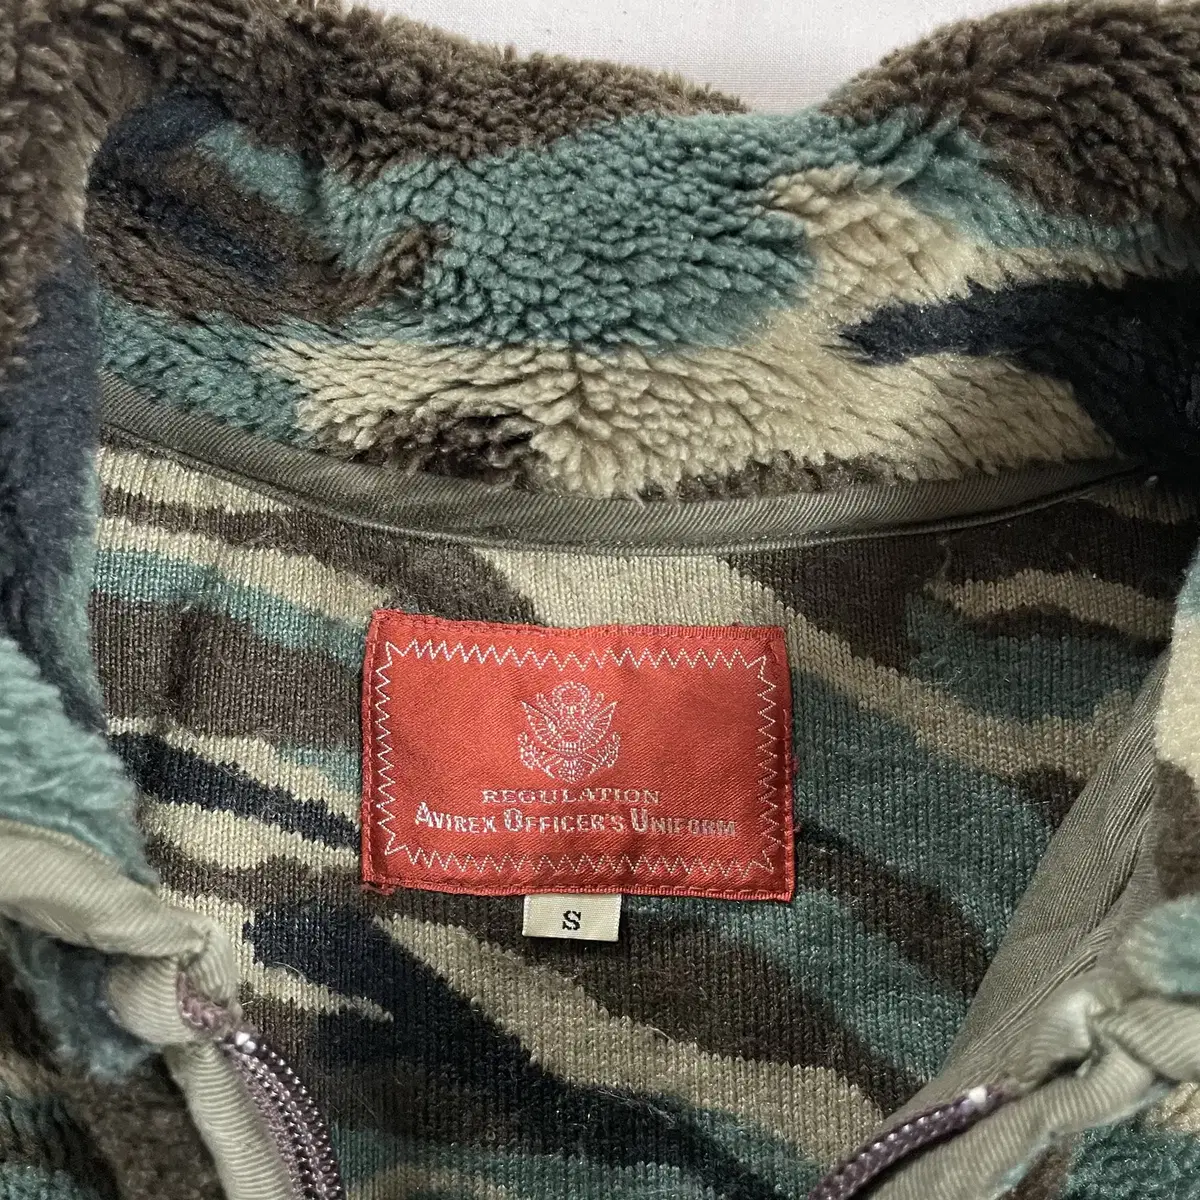 REGULATION
AVIREX OFFICER'S UNIFORM
S